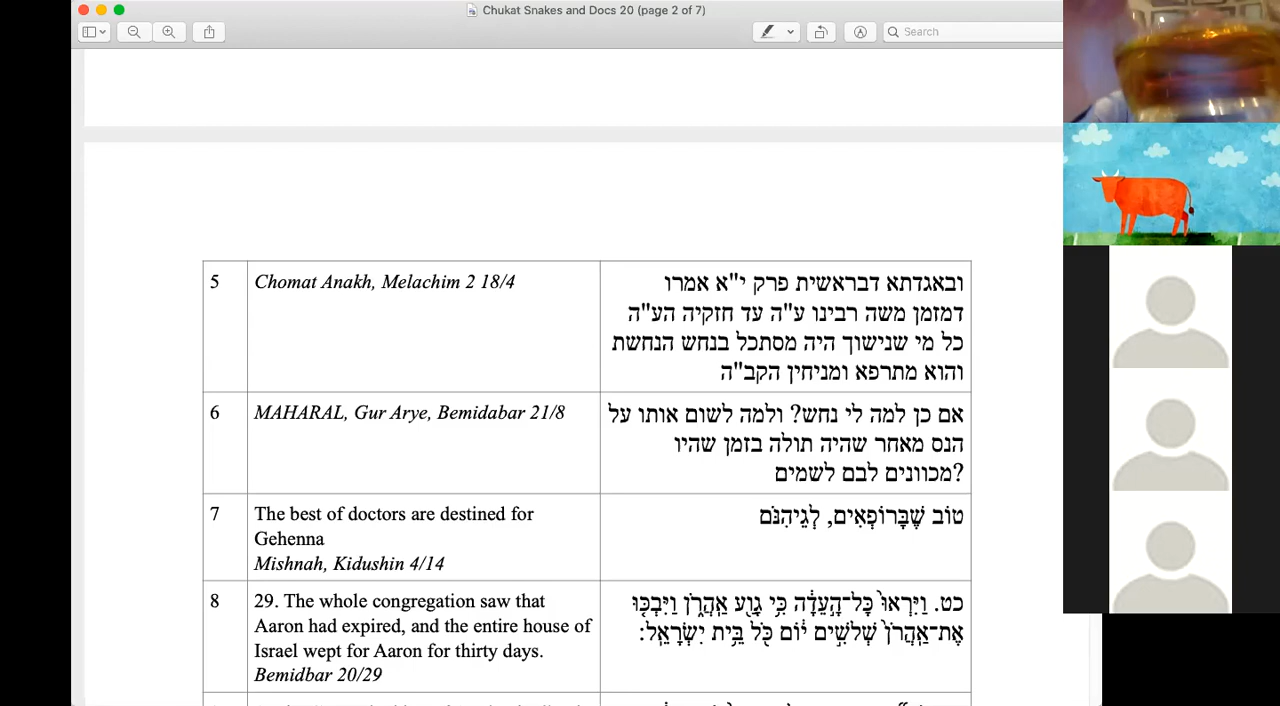 Chukat Snakes and Docs 20 (page 2 of 7)
Search
5
Chomat Anakh, Melachim 2 18/4
ובאגדתא דבראשית פרק י"א אמרו
דמזמן משה רבינו ע"ה עד חזקיה הע"ה
כל מי שנישוך היה מסתכל בנחש הנחשת
והוא מתרפא ומניחין הקב"ה
6
MAHARAL, Gur Arye, Bemidabar 21/8
אם כן למה לי נחש? ולמה לשום אותו על
הנס מאחר שהיה תולה בזמן שהיו
מכוונים לבם לשמים?
7
The best of doctors are destined for
Gehenna
Mishnah, Kidushin 4/14
טוֹב שֶׁבָּרוֹפְאִים, לְגֵיהִנֹּם
8
29. The whole congregation saw that
Aaron had expired, and the entire house of
Israel wept for Aaron for thirty days.
Bemidbar 20/29
כט. וַיִּרְאוּ֙ כָּל־הָ֣עֵדָ֔ה כִּ֥י גָוַ֖ע אַהֲרֹ֑ן וַיִּבְכּ֤וּ
אֶת־אַהֲרֹן֙ שְׁלֹשִׁ֣ים י֔וֹם כֹּ֖ל בֵּ֥ית יִשְׂרָאֵֽל: